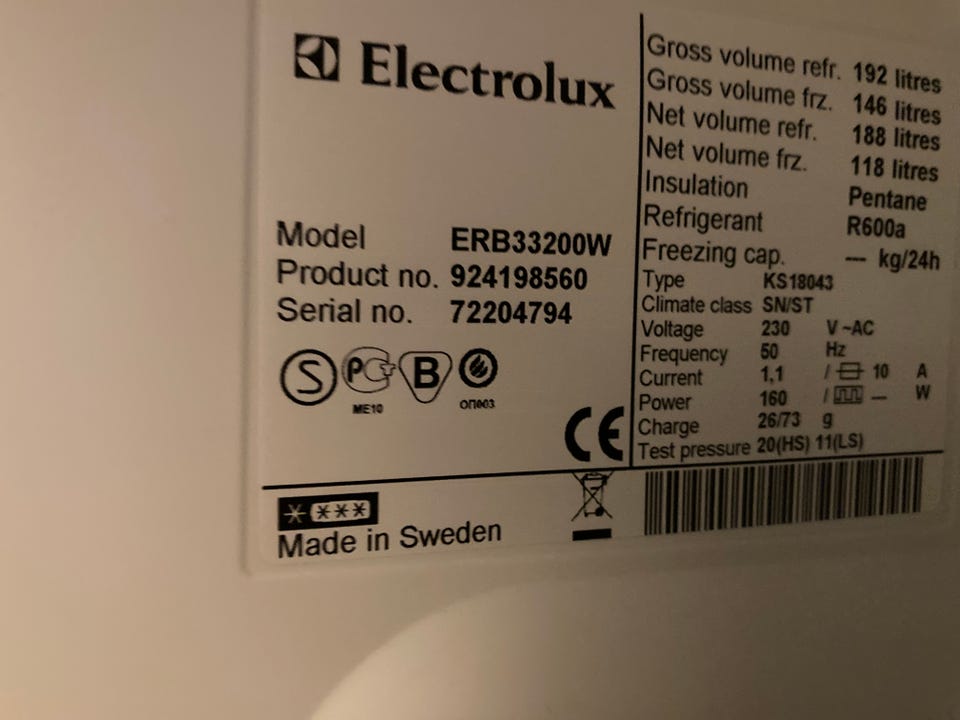 Electrolux
Model ERB33200W
Product no. 924198560
Serial no. 72204794
S PCT B
ME10 ОП003
CE
****
Made in Sweden
Gross volume refr. 192 litres
Gross volume frz. 146 litres
Net volume refr. 188 litres
Net volume frz. 118 litres
Insulation Pentane
Refrigerant R600a
Freezing cap. --- kg/24h
Type KS18043
Climate class SN/ST
Voltage 230 V ~AC
Frequency 50 Hz
Current 1,1 / 10 A
Power 160 / — W
Charge 26/73 g
Test pressure 20(HS) 11(LS)